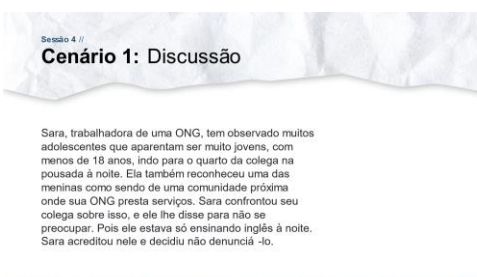 Sessão 4 //
Cenário 1: Discussão
Sara, trabalhadora de uma ONG, tem observado muitos
adolescentes que aparentam ser muito jovens, com
menos de 18 anos, indo para o quarto da colega na
pousada à noite. Ela também reconheceu uma das
meninas como sendo de uma comunidade próxima
onde sua ONG presta serviços. Sara confrontou seu
colega sobre isso, e ele lhe disse para não se
preocupar. Pois ele estava só ensinando inglês à noite.
Sara acreditou nele e decidiu não denunciá -lo.